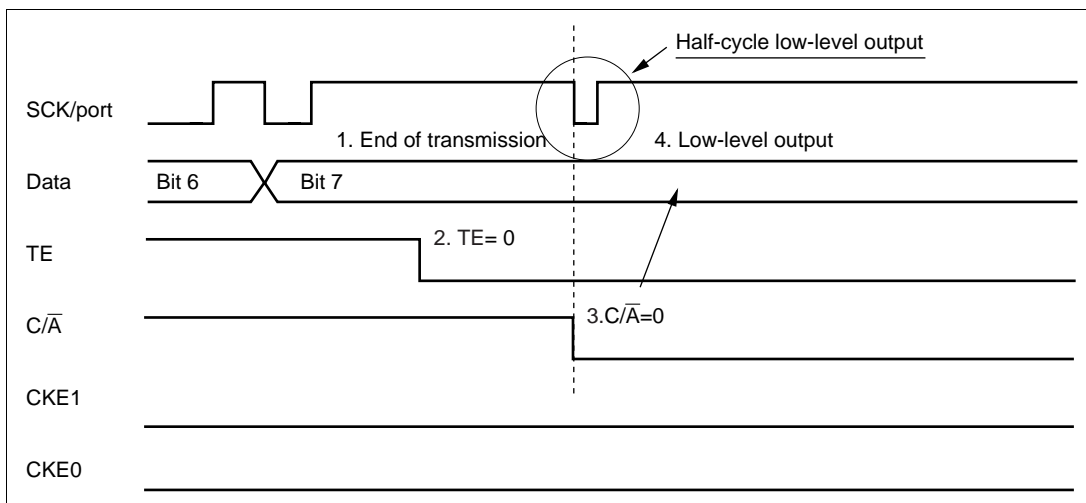 Half-cycle low-level output
SCK/port
1. End of transmission
4. Low-level output
Data
Bit 6
Bit 7
TE
2. TE= 0
C/A̅
3.C/A̅=0
CKE1
CKE0